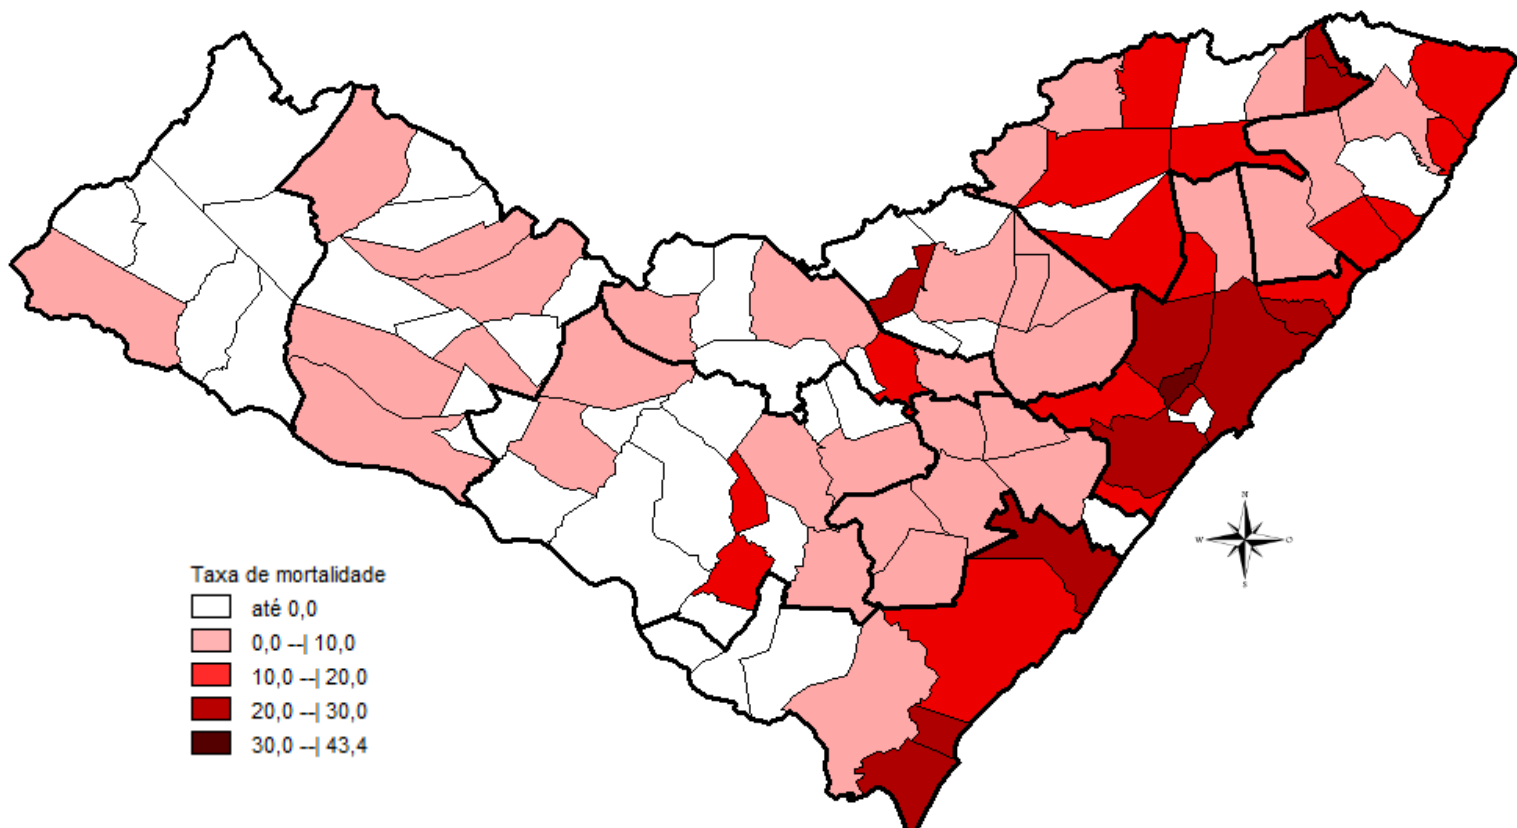 N
W
O
S
Taxa de mortalidade
até 0,0
0,0 --| 10,0
10,0 --| 20,0
20,0 --| 30,0
30,0 --| 43,4